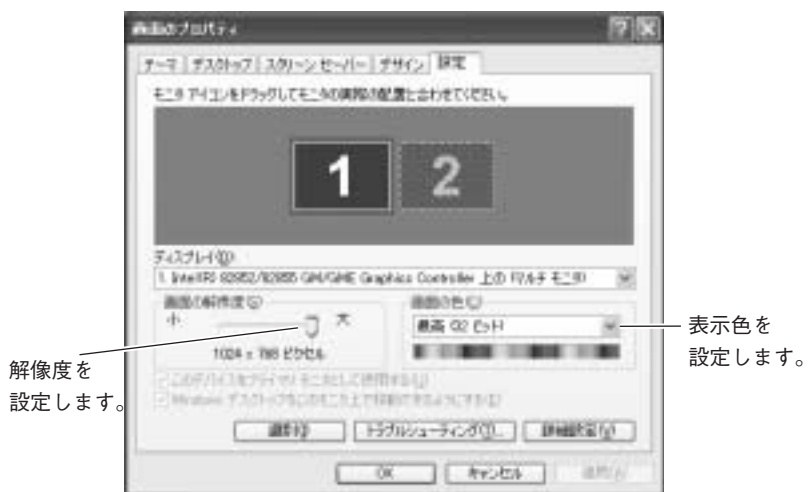 画面のプロパティ
テーマ デスクトップ スクリーン セーバー デザイン 設定
モニタ アイコンをドラッグしてモニタの実際の配置と合わせてください。
1 2
ディスプレイ(D)
1. Intel(R) 82852/82855 GM/GME Graphics Controller 上の (マルチ モニタ)
画面の解像度(S)
小 大
1024 x 768 ピクセル
画面の色(C)
最高 (32 ビット)
このデバイスをプライマリ モニタとして使用する(U)
Windows デスクトップをこのモニタ上で移動できるようにする(E)
識別(I) トラブルシューティング(T)... 詳細設定(V)
OK キャンセル 適用(A)
解像度を
設定します。
表示色を
設定します。